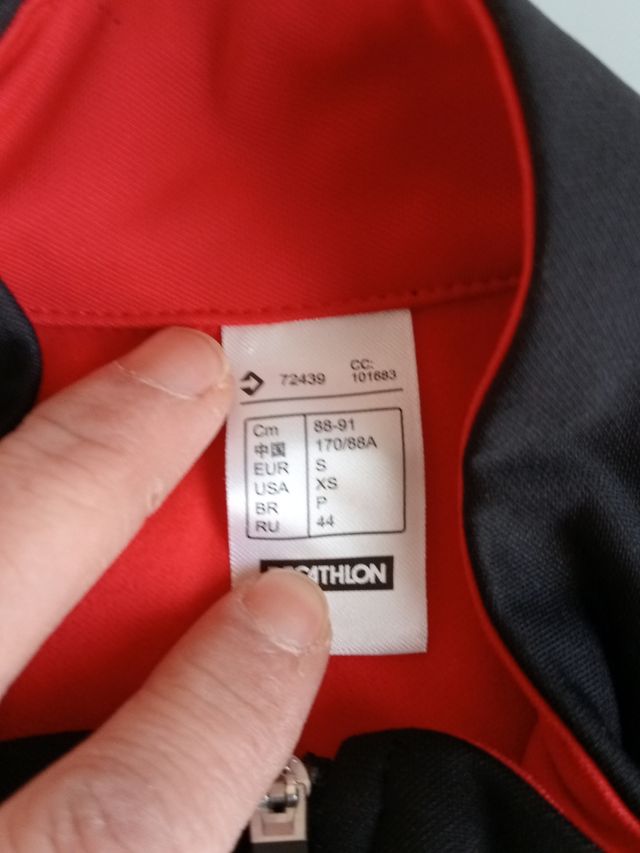 72439 CC: 101683
Cm 88-91
中国 170/88A
EUR S
USA XS
BR P
RU 44
DECATHLON